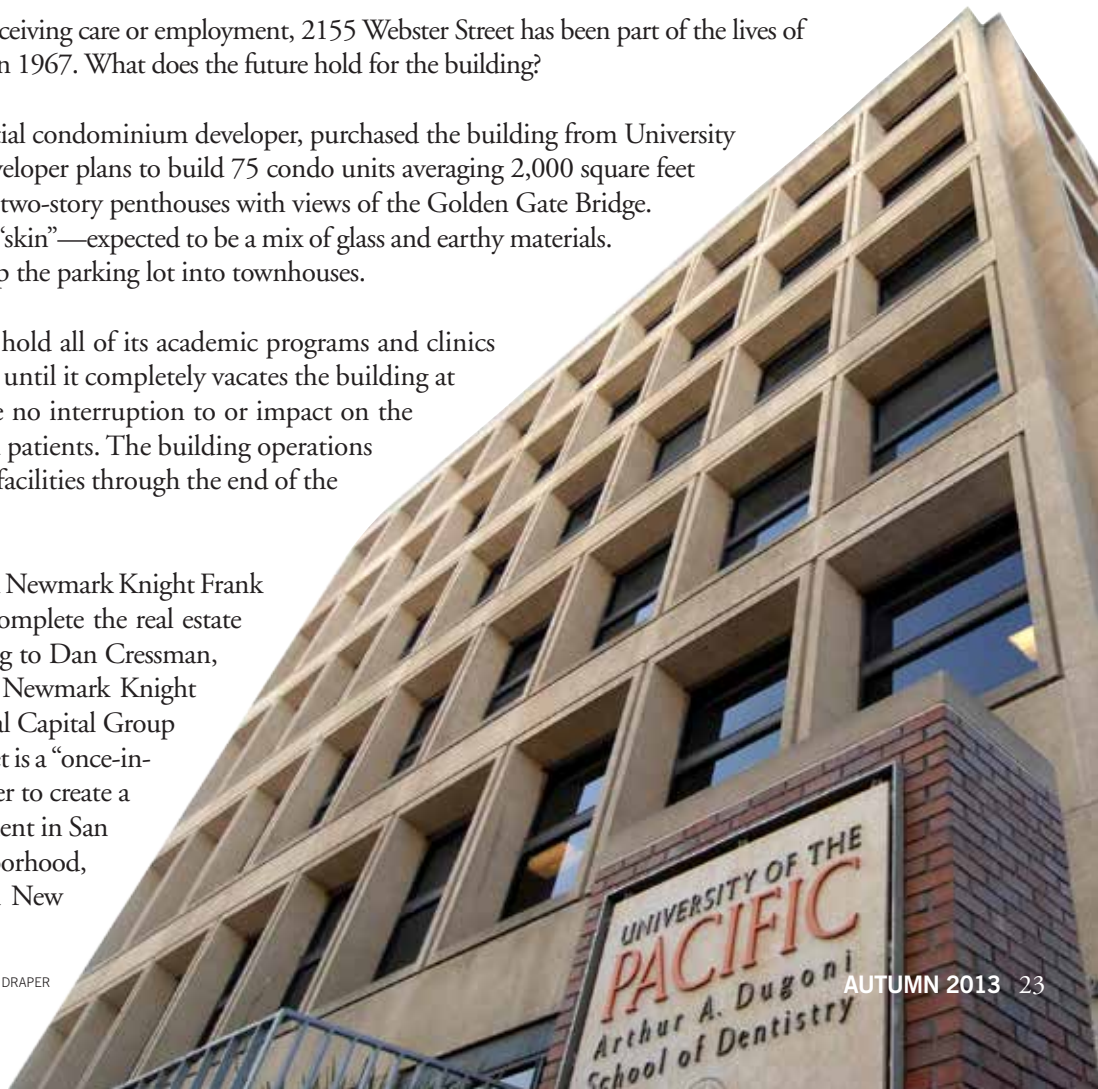 ceiving care or employment, 2155 Webster Street has been part of the lives of
n 1967. What does the future hold for the building?
tial condominium developer, purchased the building from University
veloper plans to build 75 condo units averaging 2,000 square feet
two-story penthouses with views of the Golden Gate Bridge.
“skin”—expected to be a mix of glass and earthy materials.
p the parking lot into townhouses.
hold all of its academic programs and clinics
until it completely vacates the building at
e no interruption to or impact on the
patients. The building operations
facilities through the end of the
Newmark Knight Frank
omplete the real estate
g to Dan Cressman,
Newmark Knight
al Capital Group
et is a “once-in-
er to create a
ent in San
borhood,
New
DRAPER
UNIVERSITY OF THE
PACIFIC
Arthur A. Dugoni
School of Dentistry
AUTUMN 2013 23